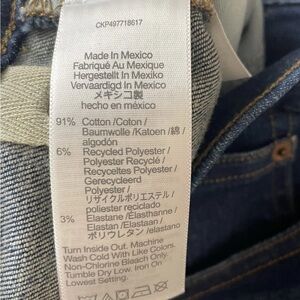 CKP497718617
Made In Mexico
Fabriqué Au Mexique
Hergestellt In Mexiko
Vervaardigd In Mexico
メキシコ製
hecho en méxico
91% Cotton /Coton /
Baumwolle /Katoen /綿 /
algodón
6% Recycled Polyester /
Polyester Recyclé /
Recyceltes Polyester /
Gerecycleerd
Polyester /
リサイクルポリエステル /
poliester reciclado
3% Elastane /Élasthanne /
Elastan /Elastaan /
ポリウレタン /elastano
Turn Inside Out. Machine
Wash Cold With Like Colors.
Non-Chlorine Bleach Only.
Tumble Dry Low. Iron On
Lowest Setting.